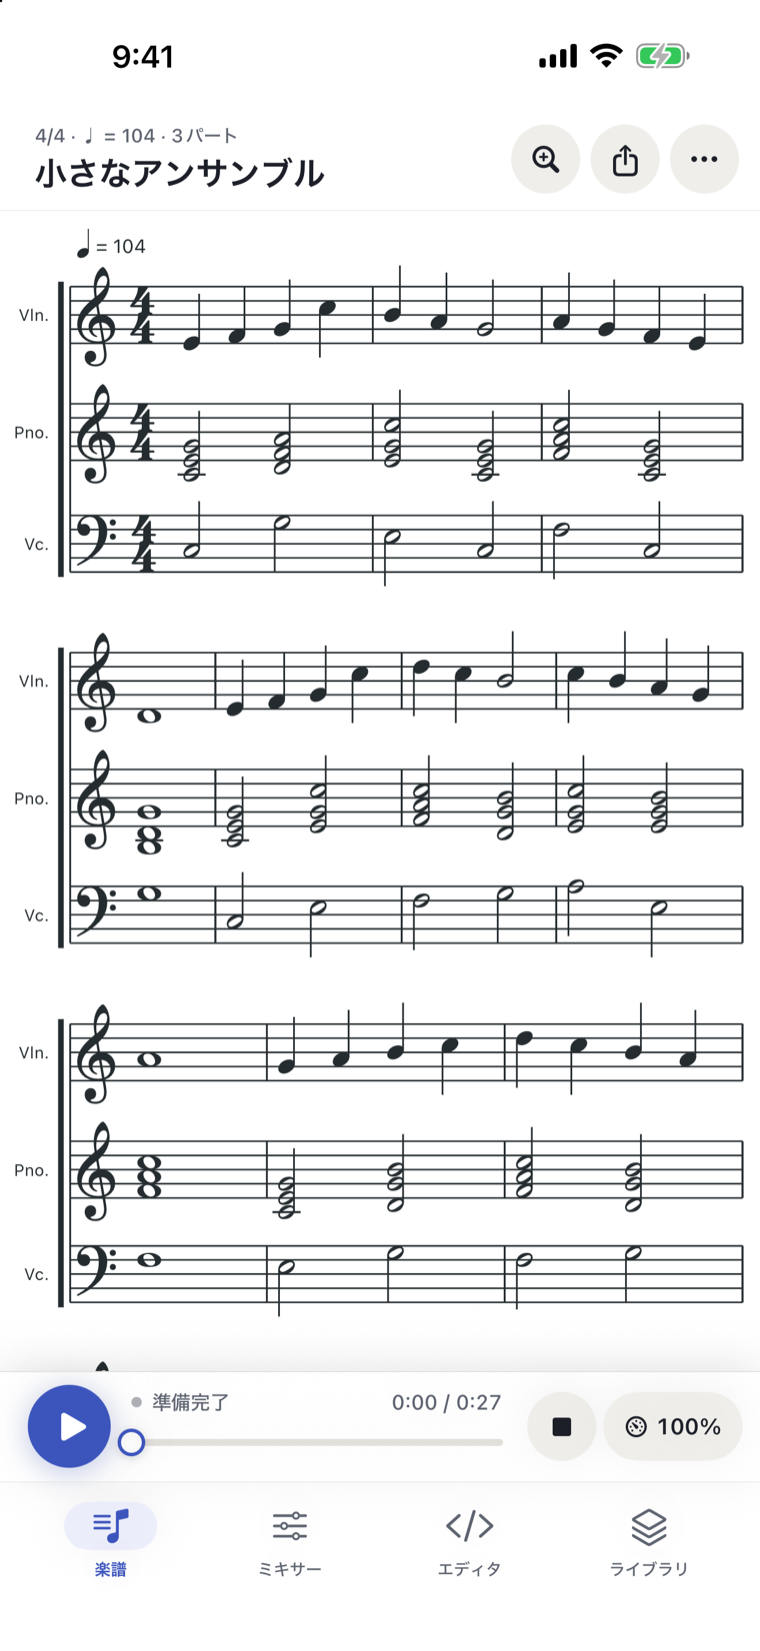 9:41
4/4 · ♩ = 104 · 3 パート
小さなアンサンブル
♩ = 104
Vln.
Pno.
Vc.
Vln.
Pno.
Vc.
Vln.
Pno.
Vc.
準備完了
0:00 / 0:27
100%
楽譜
ミキサー
エディタ
ライブラリ